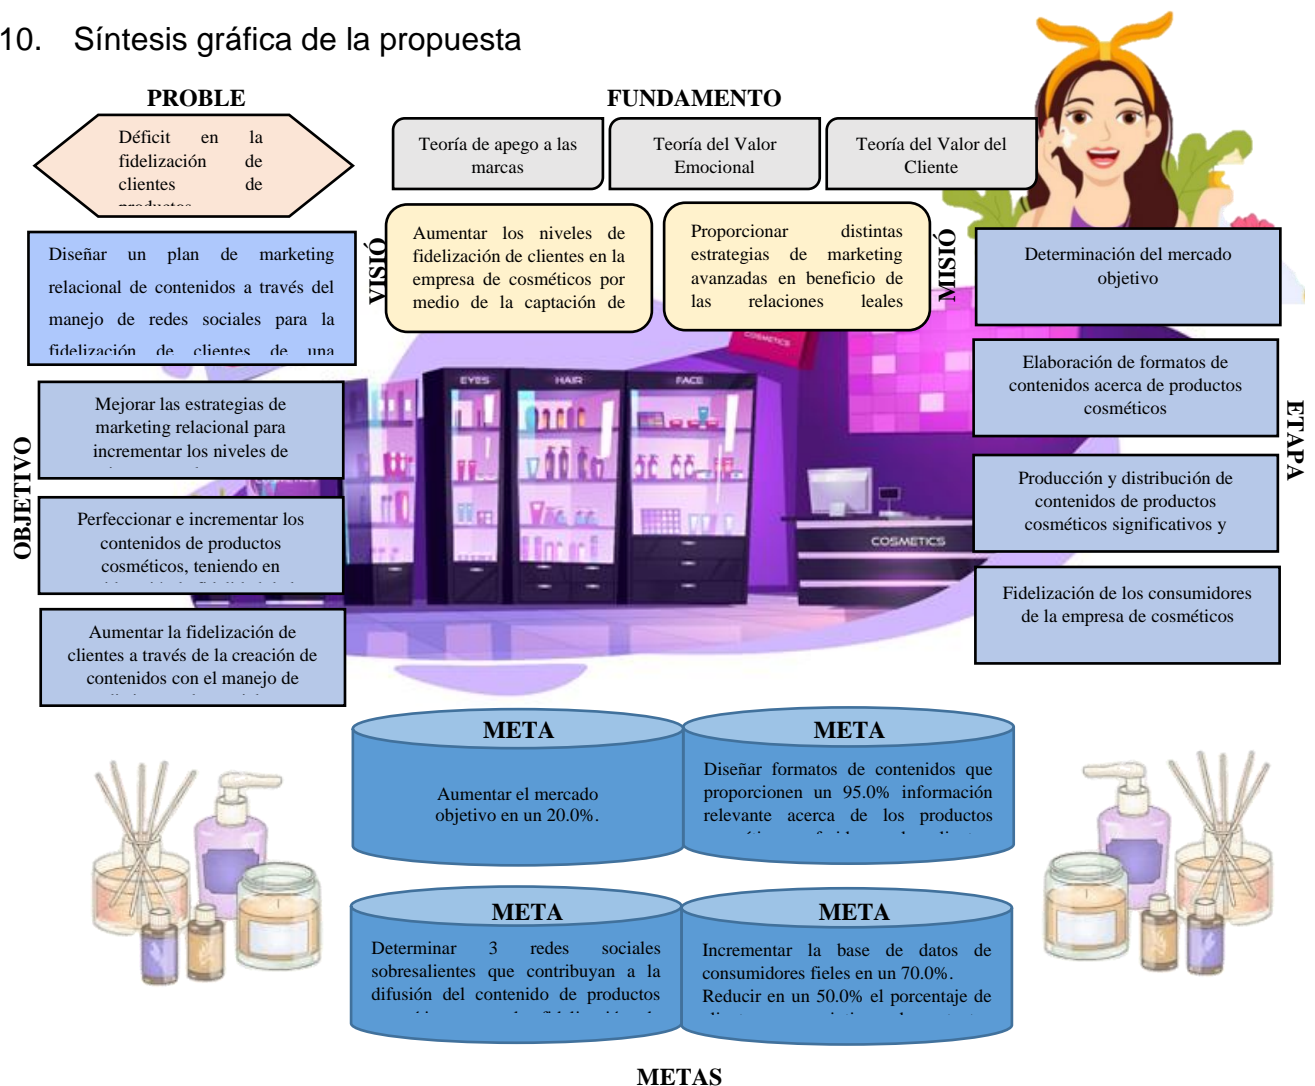 10. Síntesis gráfica de la propuesta
PROBLE
Déficit en la
fidelización de
clientes de
productos
FUNDAMENTO
Teoría de apego a las
marcas
Teoría del Valor
Emocional
Teoría del Valor del
Cliente
Diseñar un plan de marketing
relacional de contenidos a través del
manejo de redes sociales para la
fidelización de clientes de una
VISIÓ
Aumentar los niveles de
fidelización de clientes en la
empresa de cosméticos por
medio de la captación de
Proporcionar distintas
estrategias de marketing
avanzadas en beneficio de
las relaciones leales
MISIÓ
OBJETIVO
Mejorar las estrategias de
marketing relacional para
incrementar los niveles de
Perfeccionar e incrementar los
contenidos de productos
cosméticos, teniendo en
Aumentar la fidelización de
clientes a través de la creación de
contenidos con el manejo de
COSMETICS
EYES
HAIR
FACE
COSMETICS
Determinación del mercado
objetivo
Elaboración de formatos de
contenidos acerca de productos
cosméticos
Producción y distribución de
contenidos de productos
cosméticos significativos y
Fidelización de los consumidores
de la empresa de cosméticos
ETAPA
META
Aumentar el mercado
objetivo en un 20.0%.
META
Diseñar formatos de contenidos que
proporcionen un 95.0% información
relevante acerca de los productos
META
Determinar 3 redes sociales
sobresalientes que contribuyan a la
difusión del contenido de productos
META
Incrementar la base de datos de
consumidores fieles en un 70.0%.
Reducir en un 50.0% el porcentaje de
METAS